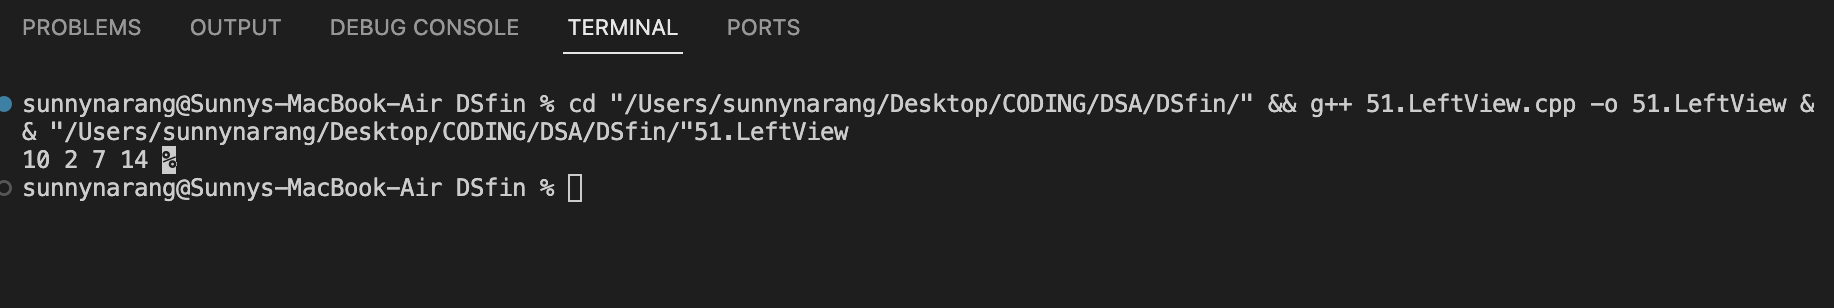 PROBLEMS OUTPUT DEBUG CONSOLE TERMINAL PORTS
sunnynarang@Sunnys-MacBook-Air DSfin % cd "/Users/sunnynarang/Desktop/CODING/DSA/DSfin/" && g++ 51.LeftView.cpp -o 51.LeftView &
& "/Users/sunnynarang/Desktop/CODING/DSA/DSfin/"51.LeftView
10 2 7 14 %
sunnynarang@Sunnys-MacBook-Air DSfin %